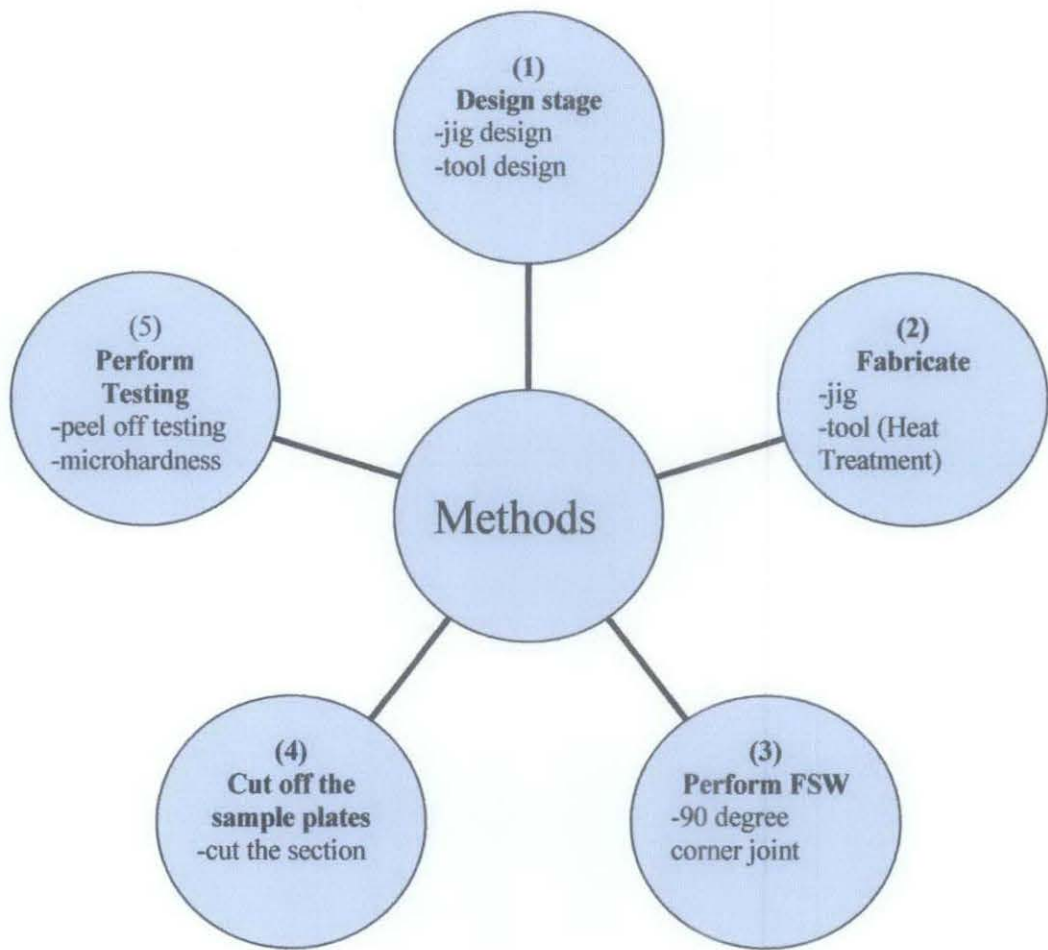 (1)
Design stage
-jig design
-tool design
(2)
Fabricate
-jig
-tool (Heat
Treatment)
(3)
Perform FSW
-90 degree
corner joint
(4)
Cut off the
sample plates
-cut the section
(5)
Perform
Testing
-peel off testing
-microhardness
Methods